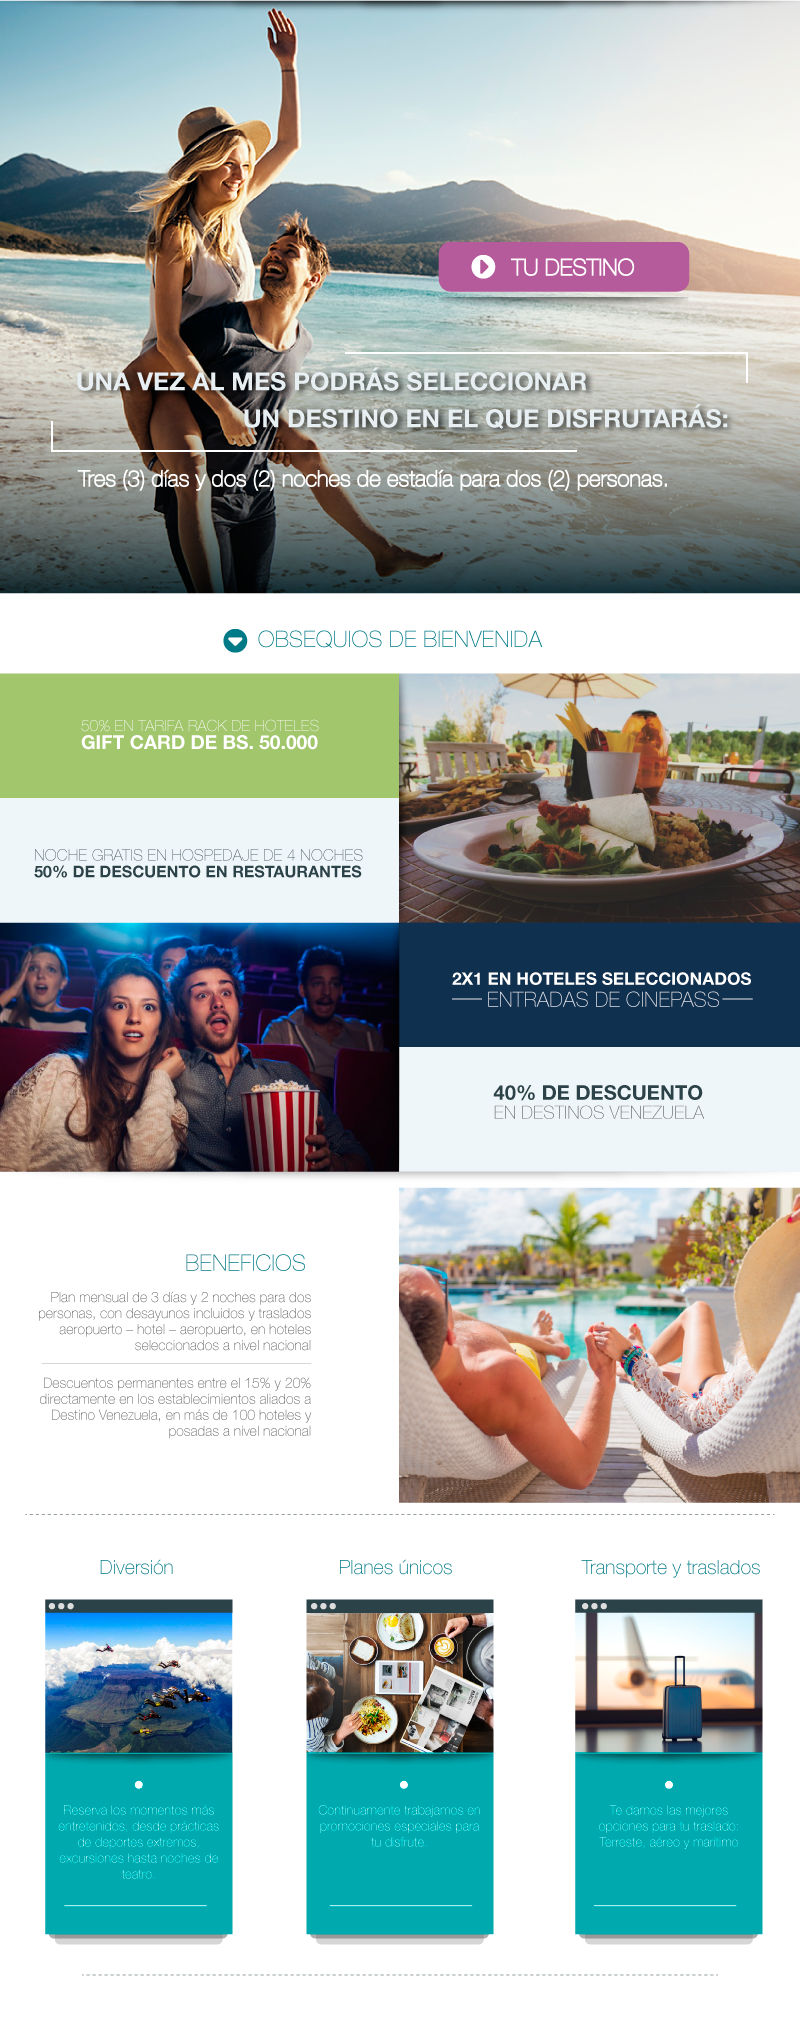 TU DESTINO
UNA VEZ AL MES PODRÁS SELECCIONAR
UN DESTINO EN EL QUE DISFRUTARÁS:
Tres (3) días y dos (2) noches de estadía para dos (2) personas.
OBSEQUIOS DE BIENVENIDA
50% EN TARIFA RACK DE HOTELES
GIFT CARD DE BS. 50.000
NOCHE GRATIS EN HOSPEDAJE DE 4 NOCHES
50% DE DESCUENTO EN RESTAURANTES
2X1 EN HOTELES SELECCIONADOS
ENTRADAS DE CINEPASS
40% DE DESCUENTO
EN DESTINOS VENEZUELA
BENEFICIOS
Plan mensual de 3 días y 2 noches para dos
personas, con desayunos incluidos y traslados
aeropuerto – hotel – aeropuerto, en hoteles
seleccionados a nivel nacional
Descuentos permanentes entre el 15% y 20%
directamente en los establecimientos aliados a
Destino Venezuela, en más de 100 hoteles y
posadas a nivel nacional
Diversión
Reserva los momentos más
entretenidos, desde prácticas
de deportes extremos,
excursiones hasta noches de
teatro.
Planes únicos
Continuamente trabajamos en
promociones especiales para
tu disfrute.
Transporte y traslados
Te damos las mejores
opciones para tu traslado:
Terreste, aéreo y marítimo